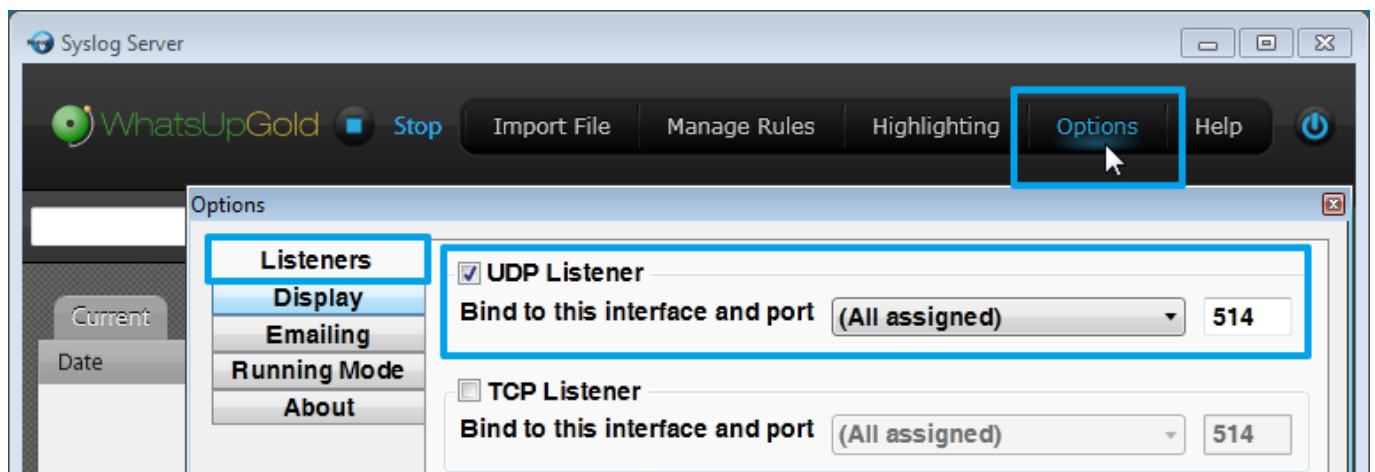 Syslog Server
WhatsUpGold Stop Import File Manage Rules Highlighting Options Help
Options
Listeners
UDP Listener
Display
Bind to this interface and port (All assigned) 514
Current
Emailing
Date
Running Mode
TCP Listener
About
Bind to this interface and port (All assigned) 514